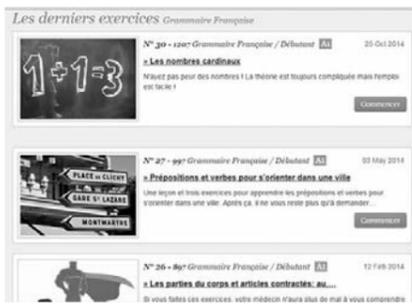 Les derniers exercices Grammaire Française
1+1=3
N° 30 - 1207 Grammaire Française / Débutant A1 20 Oct 2014
» Les nombres cardinaux
N'ayez pas peur des nombres ! La théorie est toujours compliquée mais l'emploi
est facile !
Commencer
PLACE DE CLICHY
GARE ST LAZARE
MONTMARTRE
N° 27 - 997 Grammaire Française / Débutant A1 03 May 2014
» Prépositions et verbes pour s'orienter dans une ville
Une leçon et trois exercices pour apprendre les prépositions et verbes pour
s'orienter dans une ville. Après ça, il ne vous reste plus qu'à demander...
Commencer
N° 26 - 897 Grammaire Française / Débutant A1 12 Feb 2014
» Les parties du corps et articles contractés: au,...
Si vous faites ces exercices, votre médecin n'aura plus de mal à vous comprendre